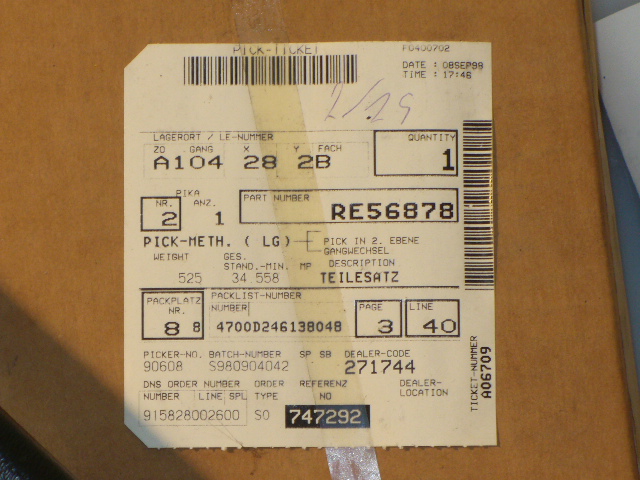 PICK-TICKET
F0400702
DATE : 08SEP99
TIME : 17:46
2/29
LAGERORT / LE-NUMMER
QUANTITY
ZO GANG X Y FACH
A104 28 2B 1
PIKA
NR. ANZ.
2 1
PART NUMBER
RE56878
PICK-METH. ( LG) E PICK IN 2. EBENE
GANGWECHSEL
WEIGHT GES. STAND.-MIN. MP DESCRIPTION
525 34.558 TEILESATZ
PACKPLATZ NR. PACKLIST-NUMBER PAGE LINE
NUMBER
8 8 4700D246138048 3 40
PICKER-NO. BATCH-NUMBER SP SB DEALER-CODE
90608 S980904042 271744
DNS ORDER NUMBER ORDER REFERENZ DEALER-
NUMBER LINE SPL TYPE NO LOCATION
915828002600 SO 747292
TICKET-NUMMER
A06709